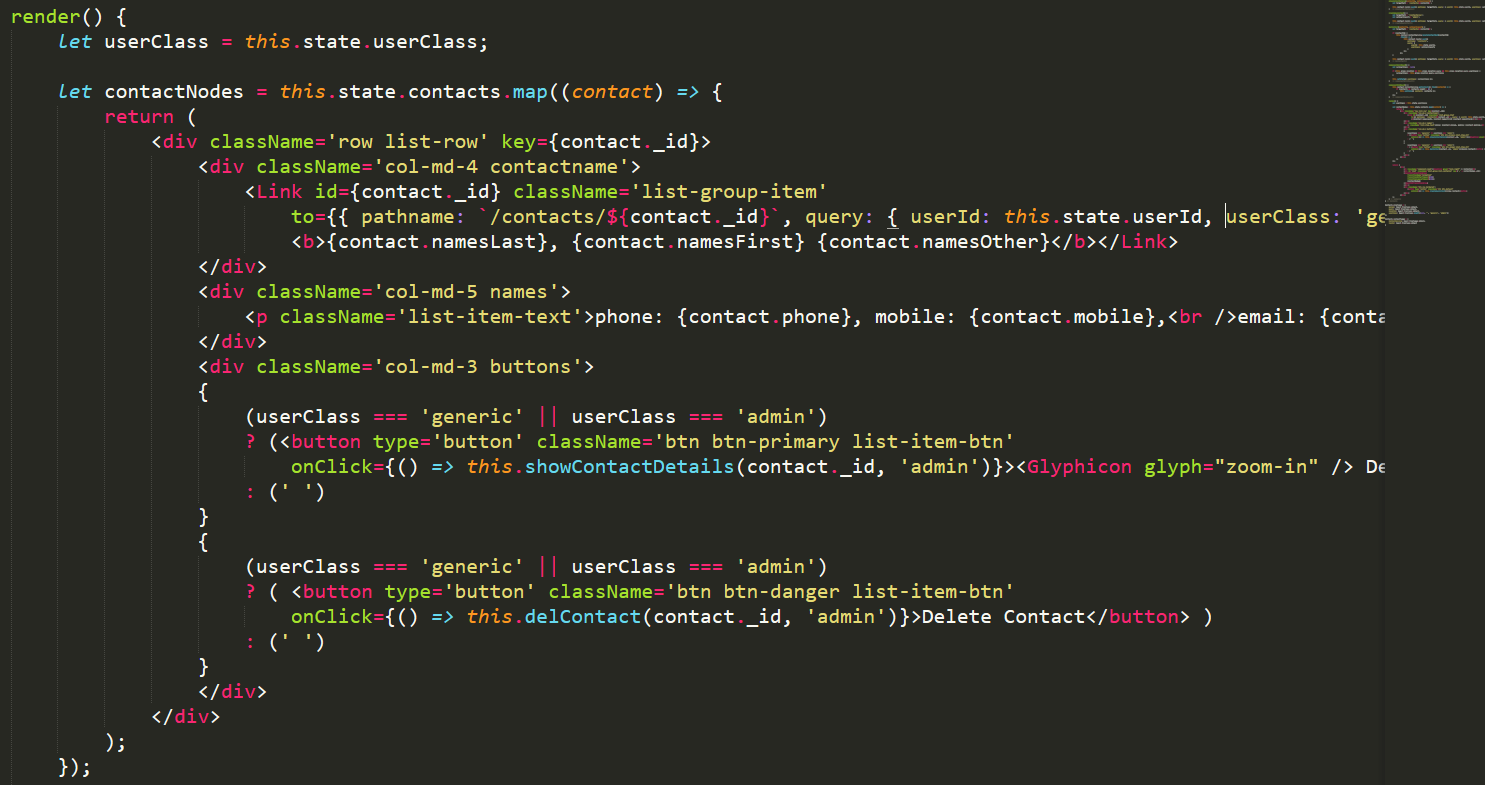 render() {
let userClass = this.state.userClass;
let contactNodes = this.state.contacts.map((contact) => {
return (
<div className='row list-row' key={contact._id}>
<div className='col-md-4 contactname'>
<Link id={contact._id} className='list-group-item'
to={{ pathname: `/contacts/${contact._id}`, query: { userId: this.state.userId, userClass: 'ge
<b>{contact.namesLast}, {contact.namesFirst} {contact.namesOther}</b></Link>
</div>
<div className='col-md-5 names'>
<p className='list-item-text'>phone: {contact.phone}, mobile: {contact.mobile},<br />email: {conta
</div>
<div className='col-md-3 buttons'>
{
(userClass === 'generic' || userClass === 'admin')
? (<button type='button' className='btn btn-primary list-item-btn'
onClick={() => this.showContactDetails(contact._id, 'admin')}><Glyphicon glyph="zoom-in" /> De
: (' ')
}
{
(userClass === 'generic' || userClass === 'admin')
? ( <button type='button' className='btn btn-danger list-item-btn'
onClick={() => this.delContact(contact._id, 'admin')}>Delete Contact</button> )
: (' ')
}
</div>
</div>
);
});